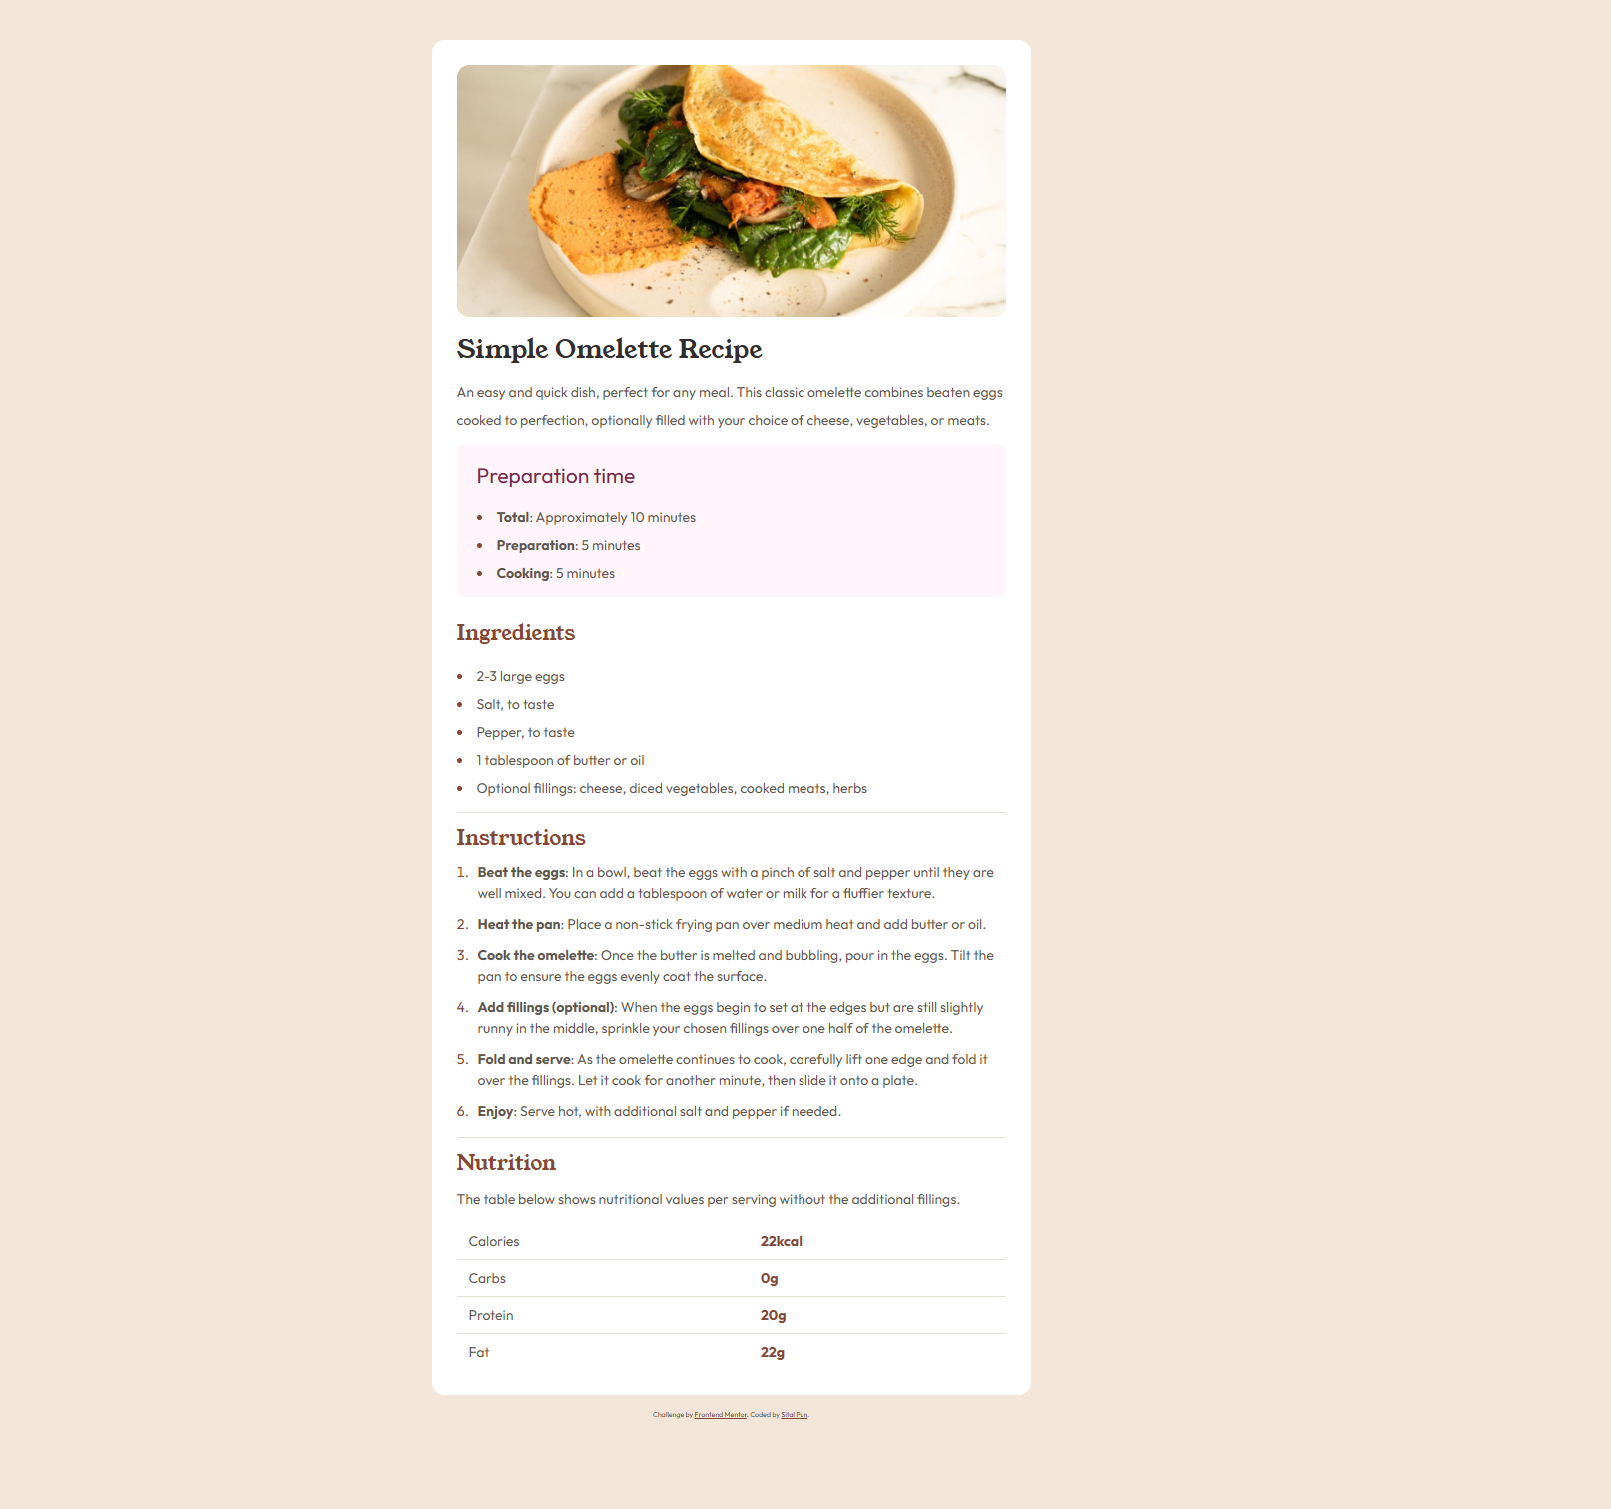 Simple Omelette Recipe
An easy and quick dish, perfect for any meal. This classic omelette combines beaten eggs
cooked to perfection, optionally filled with your choice of cheese, vegetables, or meats.
Preparation time
• Total: Approximately 10 minutes
• Preparation: 5 minutes
• Cooking: 5 minutes
Ingredients
• 2-3 large eggs
• Salt, to taste
• Pepper, to taste
• 1 tablespoon of butter or oil
• Optional fillings: cheese, diced vegetables, cooked meats, herbs
Instructions
1. Beat the eggs: In a bowl, beat the eggs with a pinch of salt and pepper until they are
well mixed. You can add a tablespoon of water or milk for a fluffier texture.
2. Heat the pan: Place a non-stick frying pan over medium heat and add butter or oil.
3. Cook the omelette: Once the butter is melted and bubbling, pour in the eggs. Tilt the
pan to ensure the eggs evenly coat the surface.
4. Add fillings (optional): When the eggs begin to set at the edges but are still slightly
runny in the middle, sprinkle your chosen fillings over one half of the omelette.
5. Fold and serve: As the omelette continues to cook, carefully lift one edge and fold it
over the fillings. Let it cook for another minute, then slide it onto a plate.
6. Enjoy: Serve hot, with additional salt and pepper if needed.
Nutrition
The table below shows nutritional values per serving without the additional fillings.
Calories 22kcal
Carbs 0g
Protein 20g
Fat 22g
Challenge by Frontend Mentor. Coded by Sital Pun.